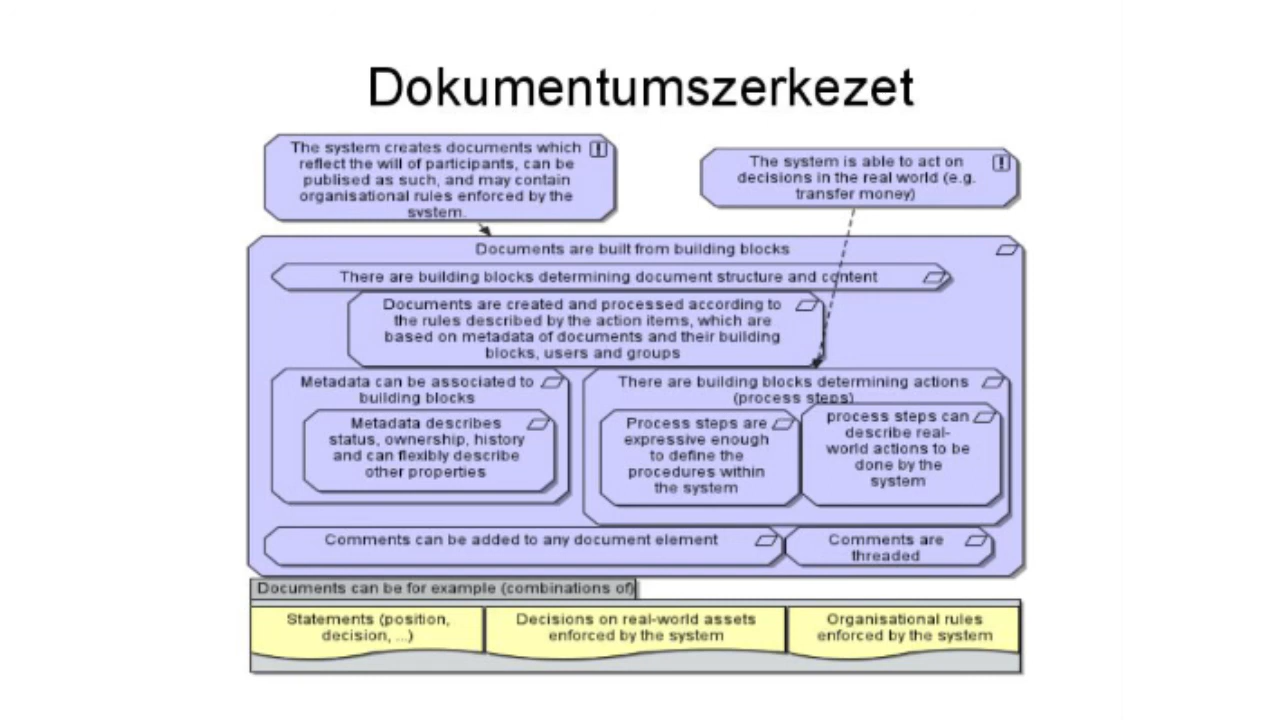 Dokumentumszerkezet
The system creates documents which
reflect the will of participants, can be
publised as such, and may contain
organisational rules enforced by the
system.
The system is able to act on
decisions in the real world (e.g.
transfer money)
Documents are built from building blocks
There are building blocks determining document structure and content
Documents are created and processed according to
the rules described by the action items, which are
based on metadata of documents and their building
blocks, users and groups
Metadata can be associated to
building blocks
Metadata describes
status, ownership, history
and can flexibly describe
other properties
There are building blocks determining actions
(process steps)
Process steps are
expressive enough
to define the
procedures within
the system
process steps can
describe real-
world actions to be
done by the
system
Comments can be added to any document element
Comments are
threaded
Documents can be for example (combinations of)
Statements (position,
decision, ...)
Decisions on real-world assets
enforced by the system
Organisational rules
enforced by the system